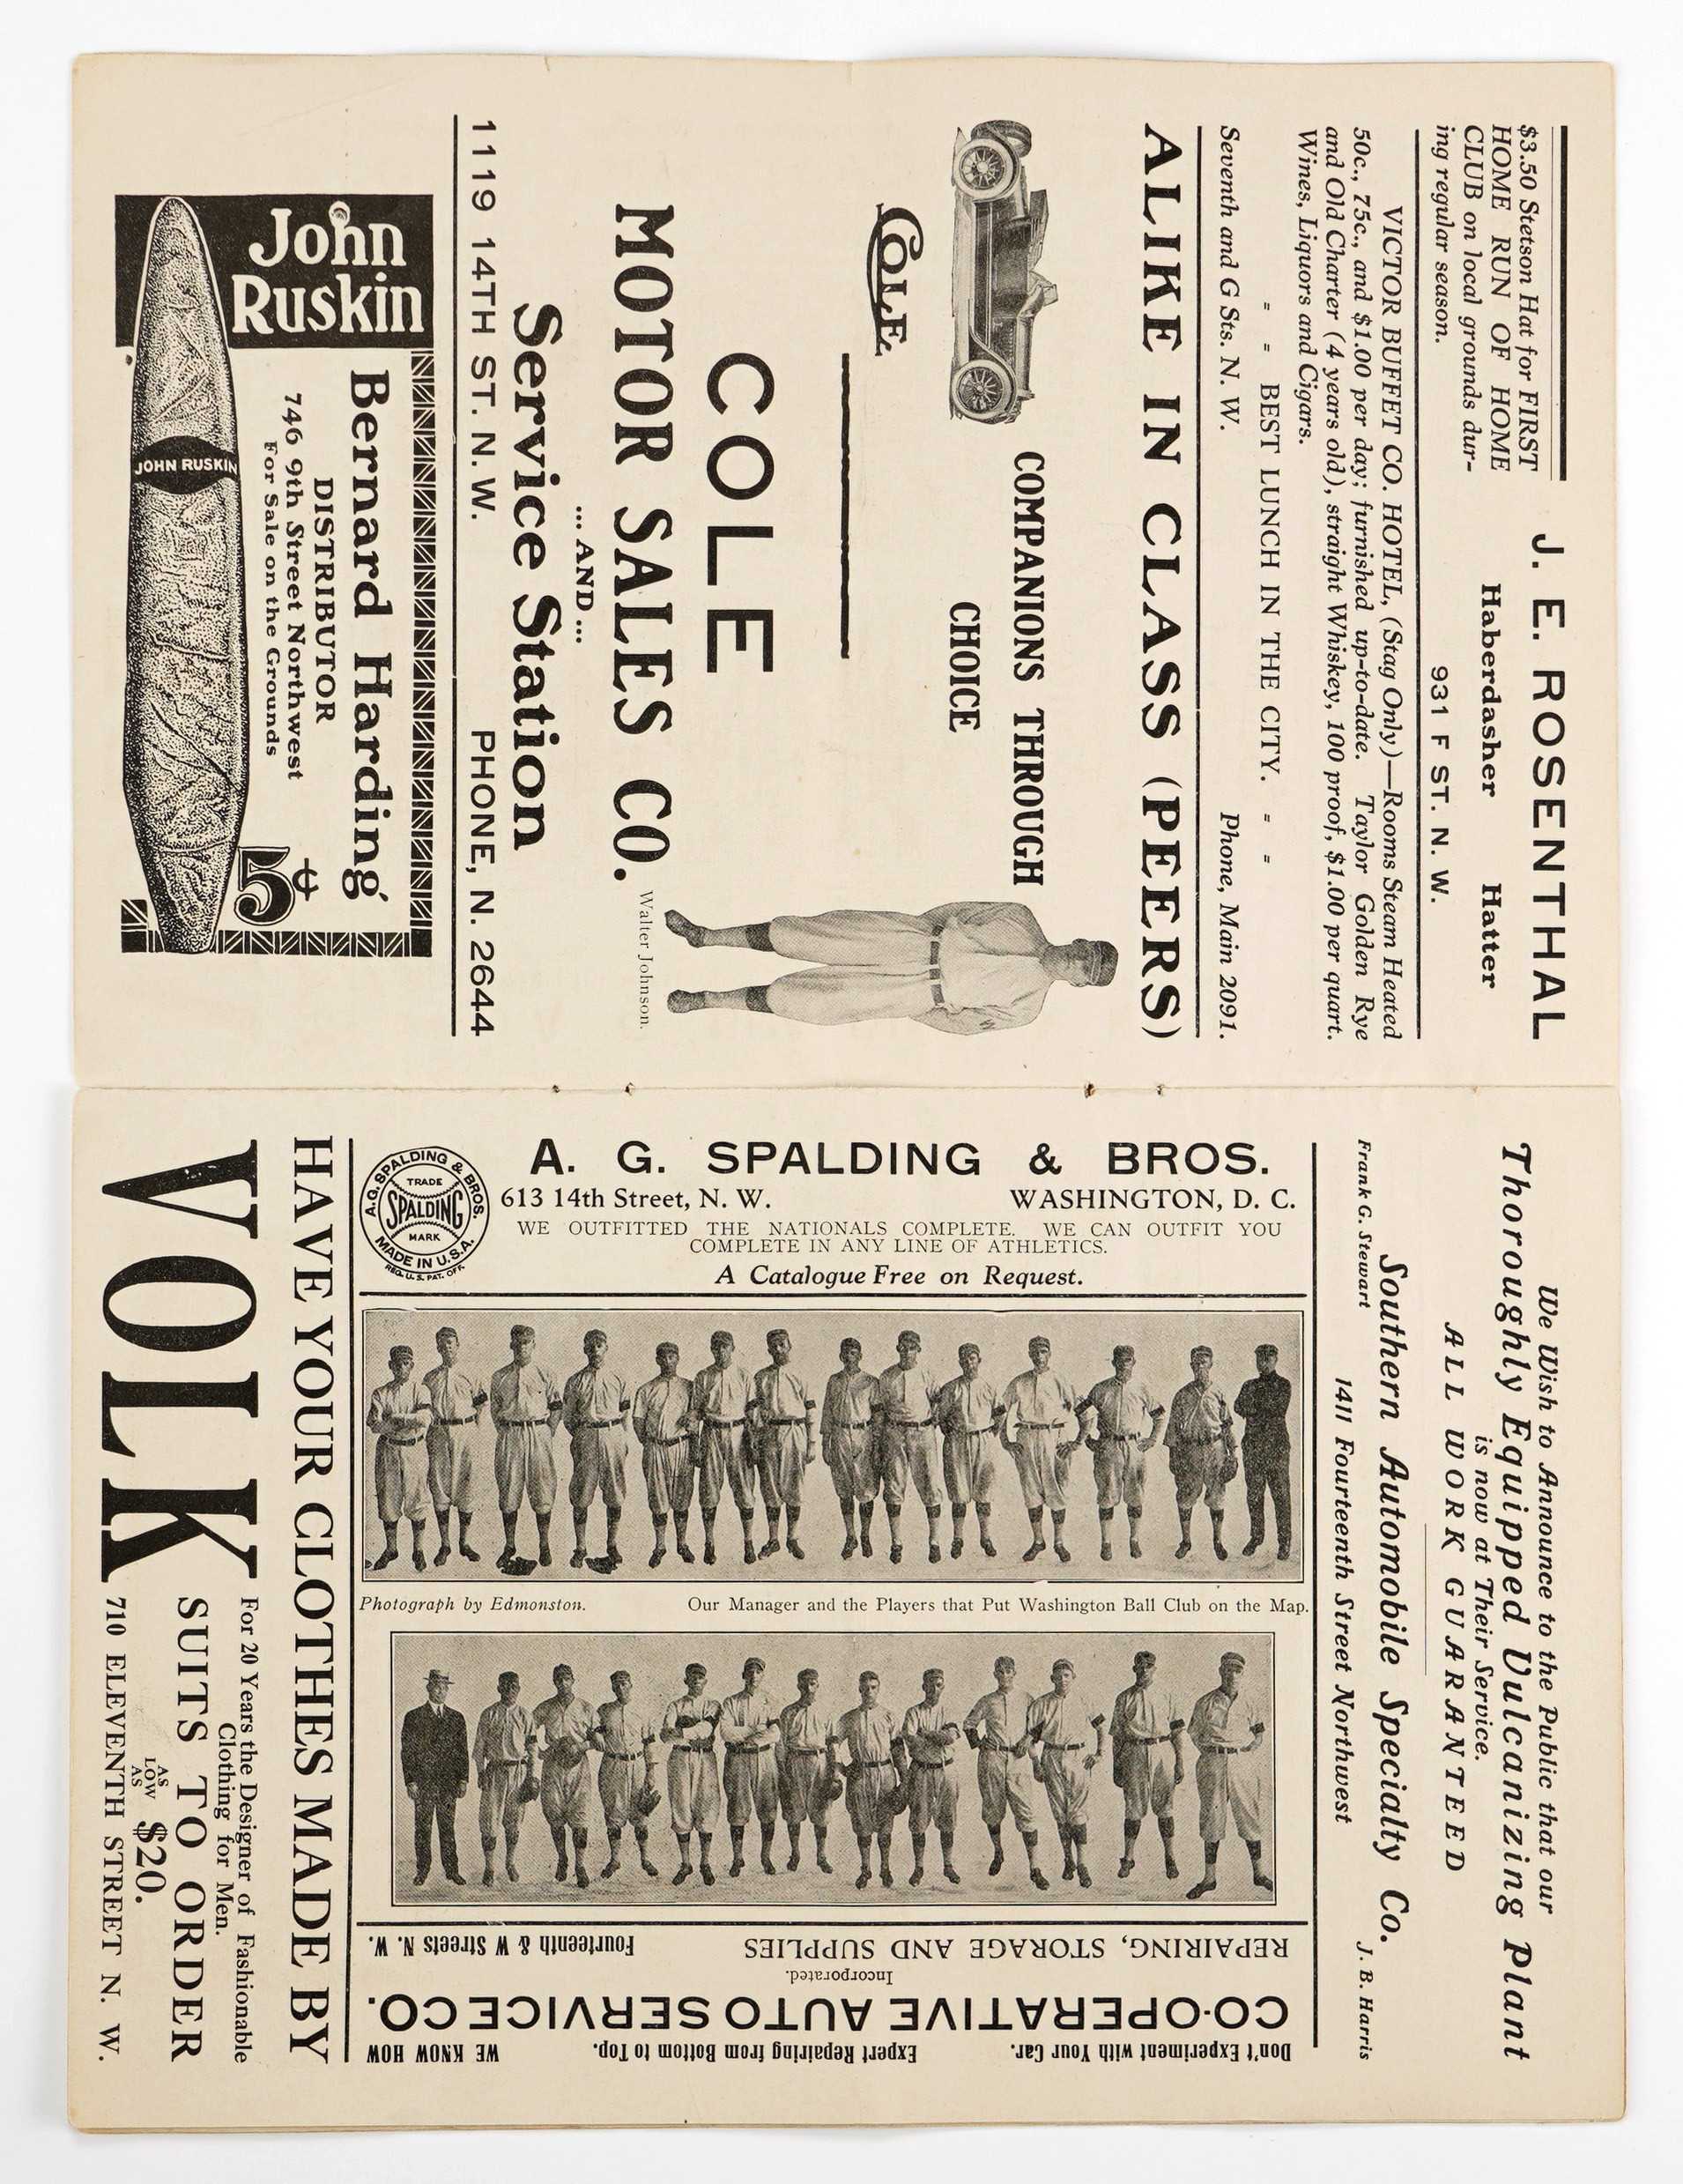 $3.50 Stetson Hat for FIRST
HOME RUN OF HOME
CLUB on local grounds dur-
ing regular season.
J. E. ROSENTHAL
Haberdasher Hatter
931 F ST. N. W.
VICTOR BUFFET CO. HOTEL, (Stag Only)—Rooms Steam Heated
50c., 75c., and $1.00 per day; furnished up-to-date. Taylor Golden Rye
and Old Charter (4 years old), straight Whiskey, 100 proof, $1.00 per quart.
Wines, Liquors and Cigars.
" " BEST LUNCH IN THE CITY. " "
Seventh and G Sts. N. W. Phone, Main 2091.
ALIKE IN CLASS (PEERS)
COMPANIONS THROUGH
CHOICE
COLE
COLE
MOTOR SALES CO.
Walter Johnson.
... AND ...
Service Station
1119 14TH ST. N. W. PHONE, N. 2644
John
Ruskin
Bernard Harding
DISTRIBUTOR
746 9th Street Northwest
For Sale on the Grounds
5¢
JOHN RUSKIN
We Wish to Announce to the Public that our
Thoroughly Equipped Vulcanizing Plant
is now at Their Service.
ALL WORK GUARANTEED
Southern Automobile Specialty Co.
Frank G. Stewart J. B. Harris
1411 Fourteenth Street Northwest
A. G. SPALDING & BROS.
613 14th Street, N. W. WASHINGTON, D. C.
WE OUTFITTED THE NATIONALS COMPLETE. WE CAN OUTFIT YOU
COMPLETE IN ANY LINE OF ATHLETICS.
A Catalogue Free on Request.
A.G. SPALDING & BROS.
TRADE
SPALDING
MARK
MADE IN U.S.A.
REG. U.S. PAT. OFF.
Photograph by Edmonston. Our Manager and the Players that Put Washington Ball Club on the Map.
Don't Experiment with Your Car. Expert Repairing from Bottom to Top. WE KNOW HOW
CO-OPERATIVE AUTO SERVICE CO.
Incorporated.
REPAIRING, STORAGE AND SUPPLIES Fourteenth & W Streets N. W.
HAVE YOUR CLOTHES MADE BY
VOLK
For 20 Years the Designer of Fashionable
Clothing for Men.
SUITS TO ORDER
AS
LOW
AS
$20.
710 ELEVENTH STREET N. W.